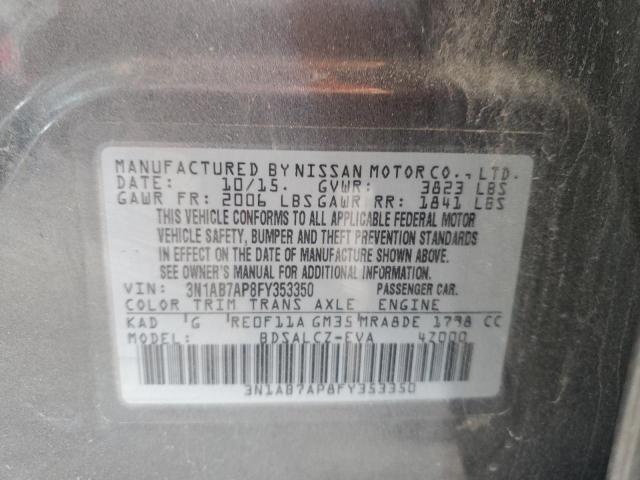 MANUFACTURED BY NISSAN MOTOR CO., LTD.
DATE: 10/15. GVWR: 3823 LBS
GAWR FR: 2006 LBS GAWR RR: 1841 LBS
THIS VEHICLE CONFORMS TO ALL APPLICABLE FEDERAL MOTOR
VEHICLE SAFETY, BUMPER AND THEFT PREVENTION STANDARDS
IN EFFECT ON THE DATE OF MANUFACTURE SHOWN ABOVE.
SEE OWNER'S MANUAL FOR ADDITIONAL INFORMATION.
VIN: 3N1AB7AP8FY353350 PASSENGER CAR.
COLOR TRIM TRANS AXLE ENGINE
KAD G RE0F11A GM35 MRA8DE 1798 CC
MODEL: BDSALCZ-EVA 4Z000
3N1AB7AP8FY353350